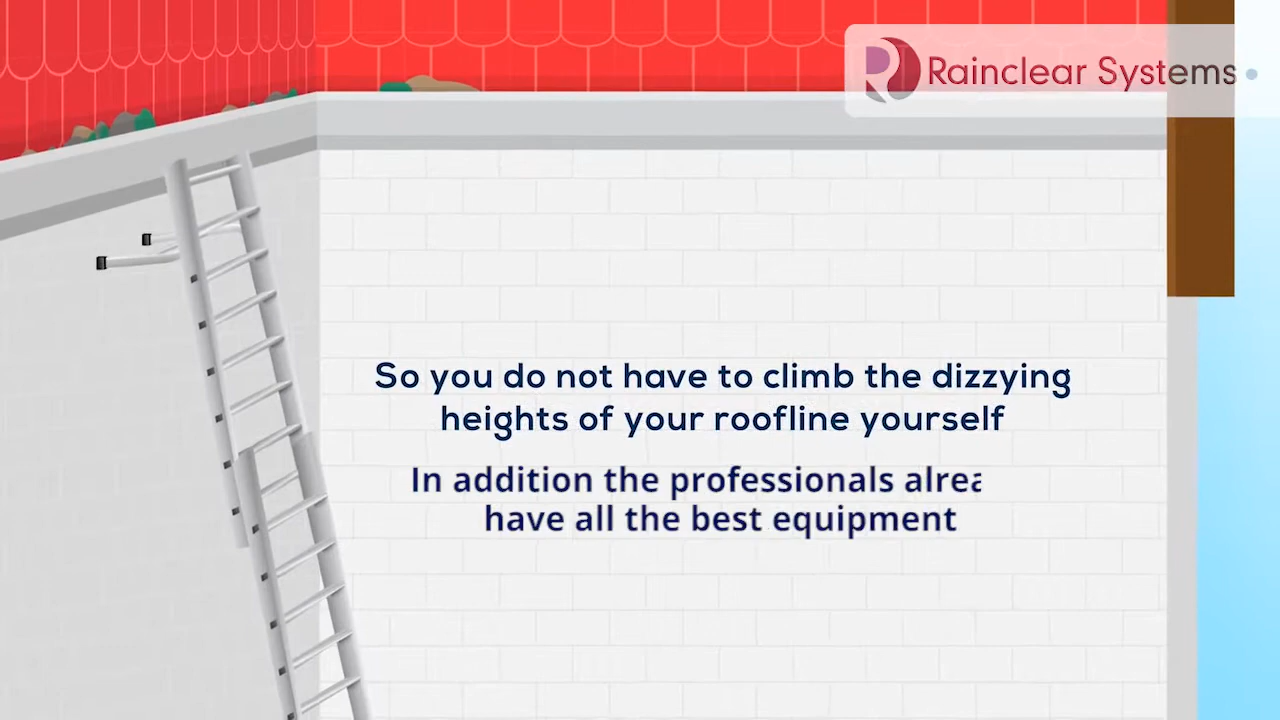 Rainclear Systems
So you do not have to climb the dizzying
heights of your roofline yourself
In addition the professionals alrea
have all the best equipment